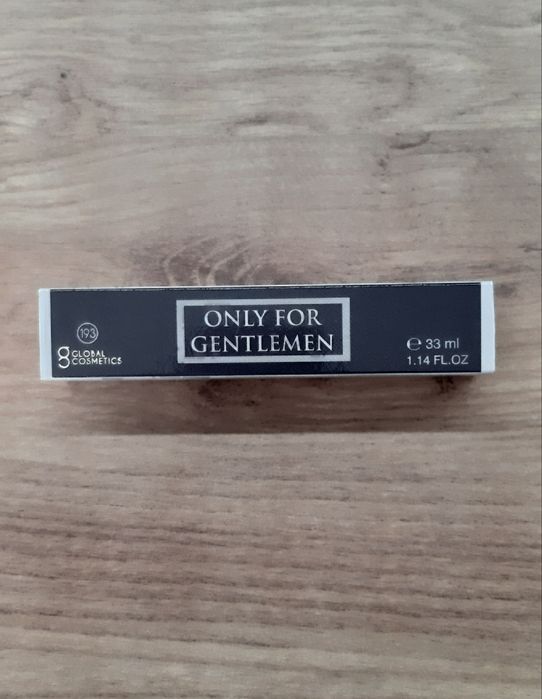 193
GLOBAL
COSMETICS
ONLY FOR
GENTLEMEN
℮ 33 ml
1.14 FL.OZ